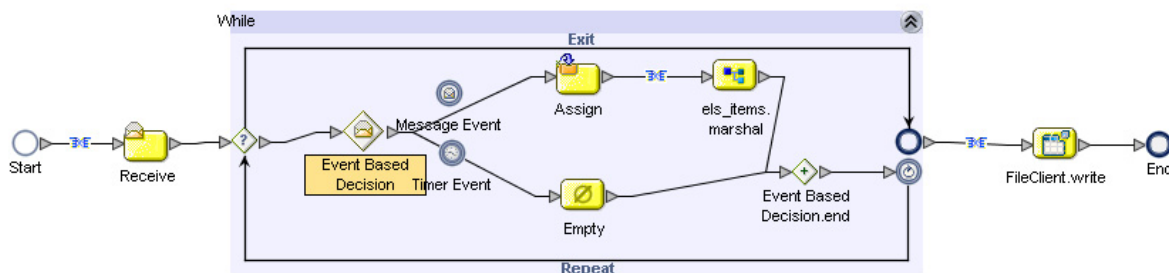 While
Exit
Start
Receive
?
Message Event
Event Based
Decision
Timer Event
Assign
els_items.
marshal
Empty
Event Based
Decision.end
FileClient.write
End
Repeat